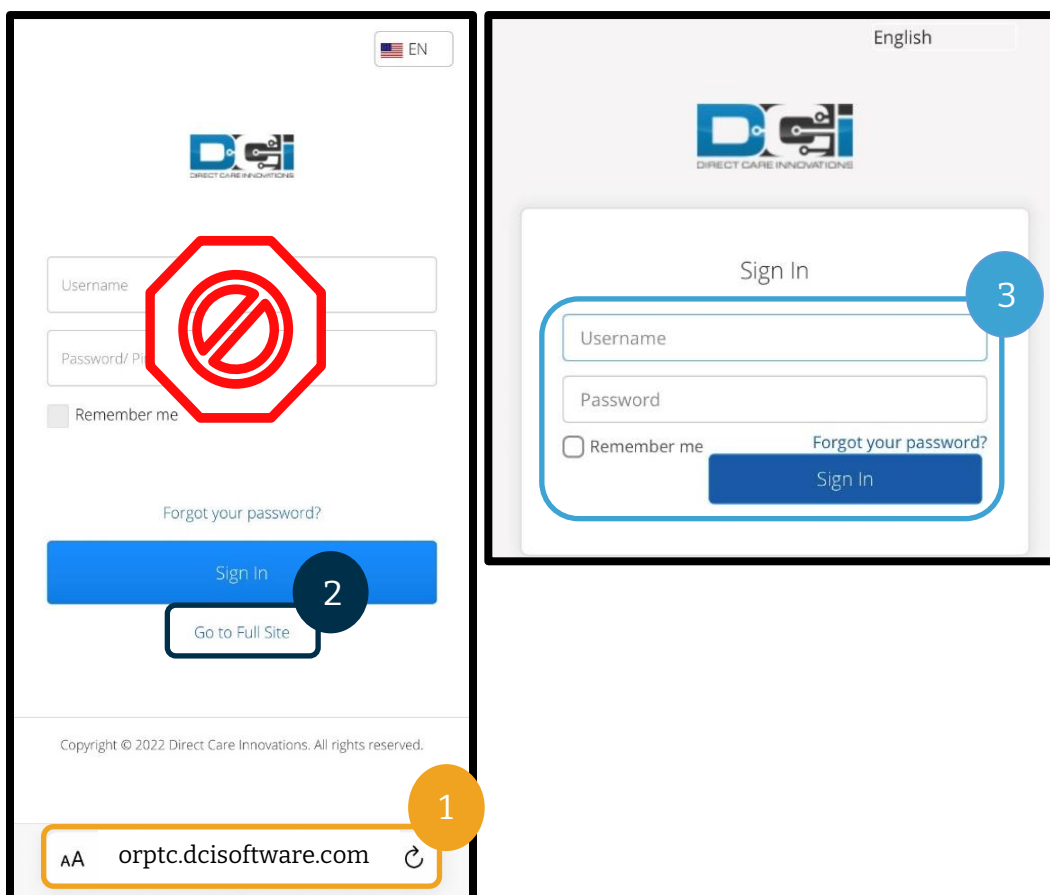 EN
DCi
DIRECT CARE INNOVATIONS
Username
Password/ Pi
Remember me
Forgot your password?
Sign In
2
Go to Full Site
Copyright © 2022 Direct Care Innovations. All rights reserved.
1
AA orptc.dcisoftware.com
English
DCi
DIRECT CARE INNOVATIONS
Sign In
3
Username
Password
Remember me Forgot your password?
Sign In